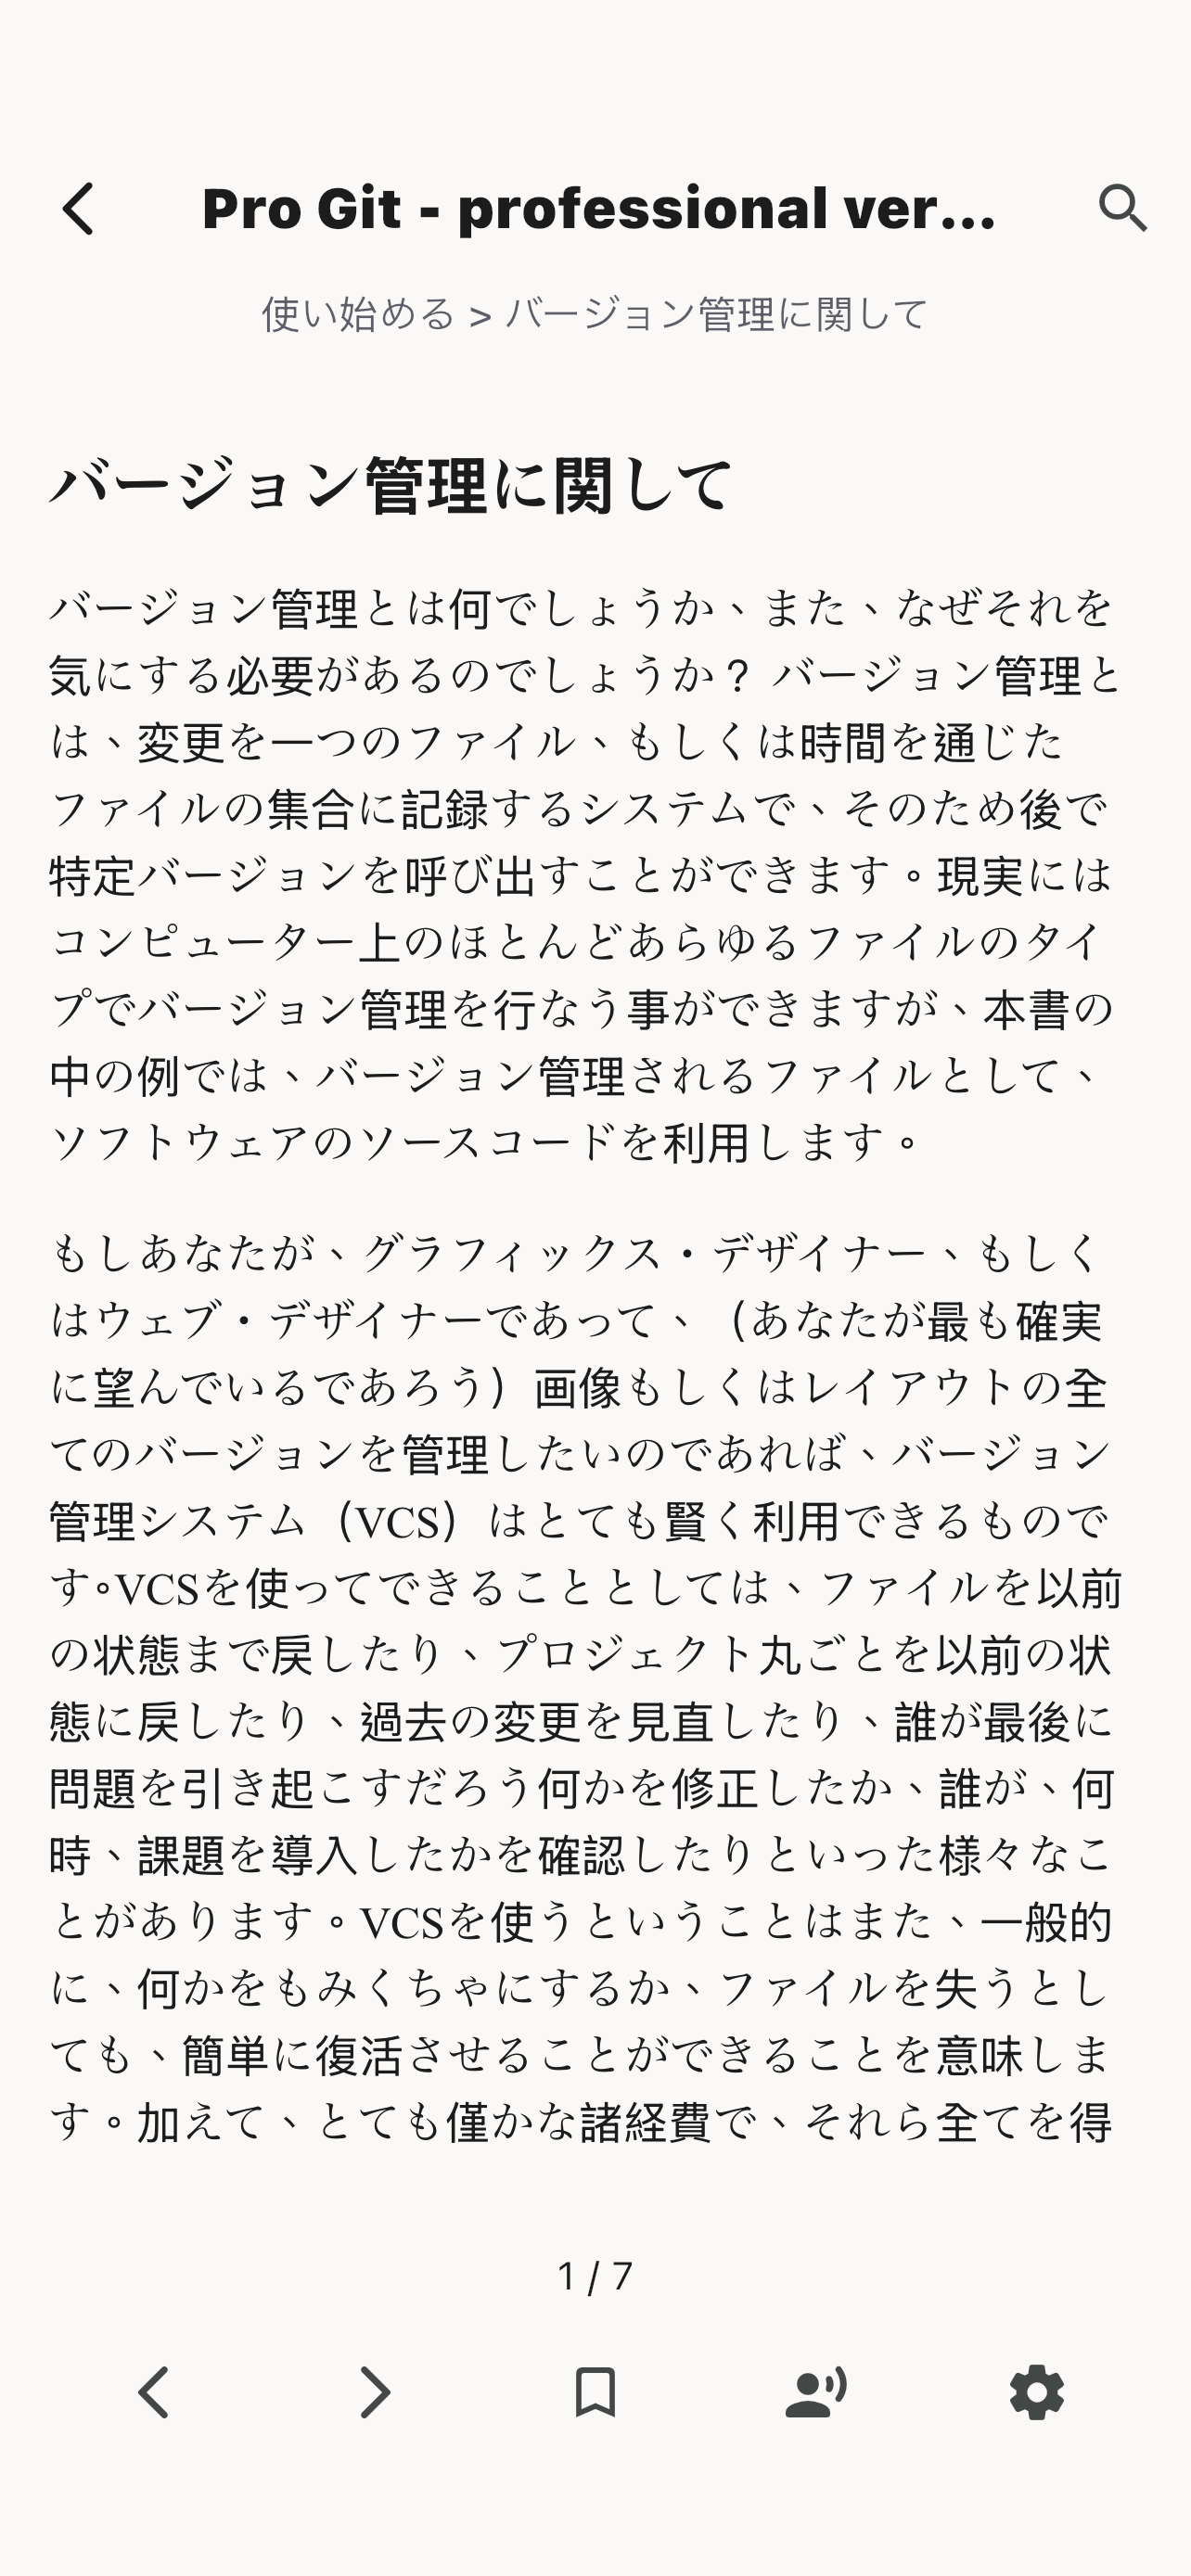 Pro Git - professional ver...
使い始める > バージョン管理に関して
バージョン管理に関して
バージョン管理とは何でしょうか、また、なぜそれを
気にする必要があるのでしょうか？ バージョン管理と
は、変更を一つのファイル、もしくは時間を通じた
ファイルの集合に記録するシステムで、そのため後で
特定バージョンを呼び出すことができます。現実には
コンピューター上のほとんどあらゆるファイルのタイ
プでバージョン管理を行なう事ができますが、本書の
中の例では、バージョン管理されるファイルとして、
ソフトウェアのソースコードを利用します。
もしあなたが、グラフィックス・デザイナー、もしく
はウェブ・デザイナーであって、（あなたが最も確実
に望んでいるであろう）画像もしくはレイアウトの全
てのバージョンを管理したいのであれば、バージョン
管理システム（VCS）はとても賢く利用できるもので
す。VCSを使ってできることとしては、ファイルを以前
の状態まで戻したり、プロジェクト丸ごとを以前の状
態に戻したり、過去の変更を見直したり、誰が最後に
問題を引き起こすだろう何かを修正したか、誰が、何
時、課題を導入したかを確認したりといった様々なこ
とがあります。VCSを使うということはまた、一般的
に、何かをもみくちゃにするか、ファイルを失うとし
ても、簡単に復活させることができることを意味しま
す。加えて、とても僅かな諸経費で、それら全てを得
1 / 7